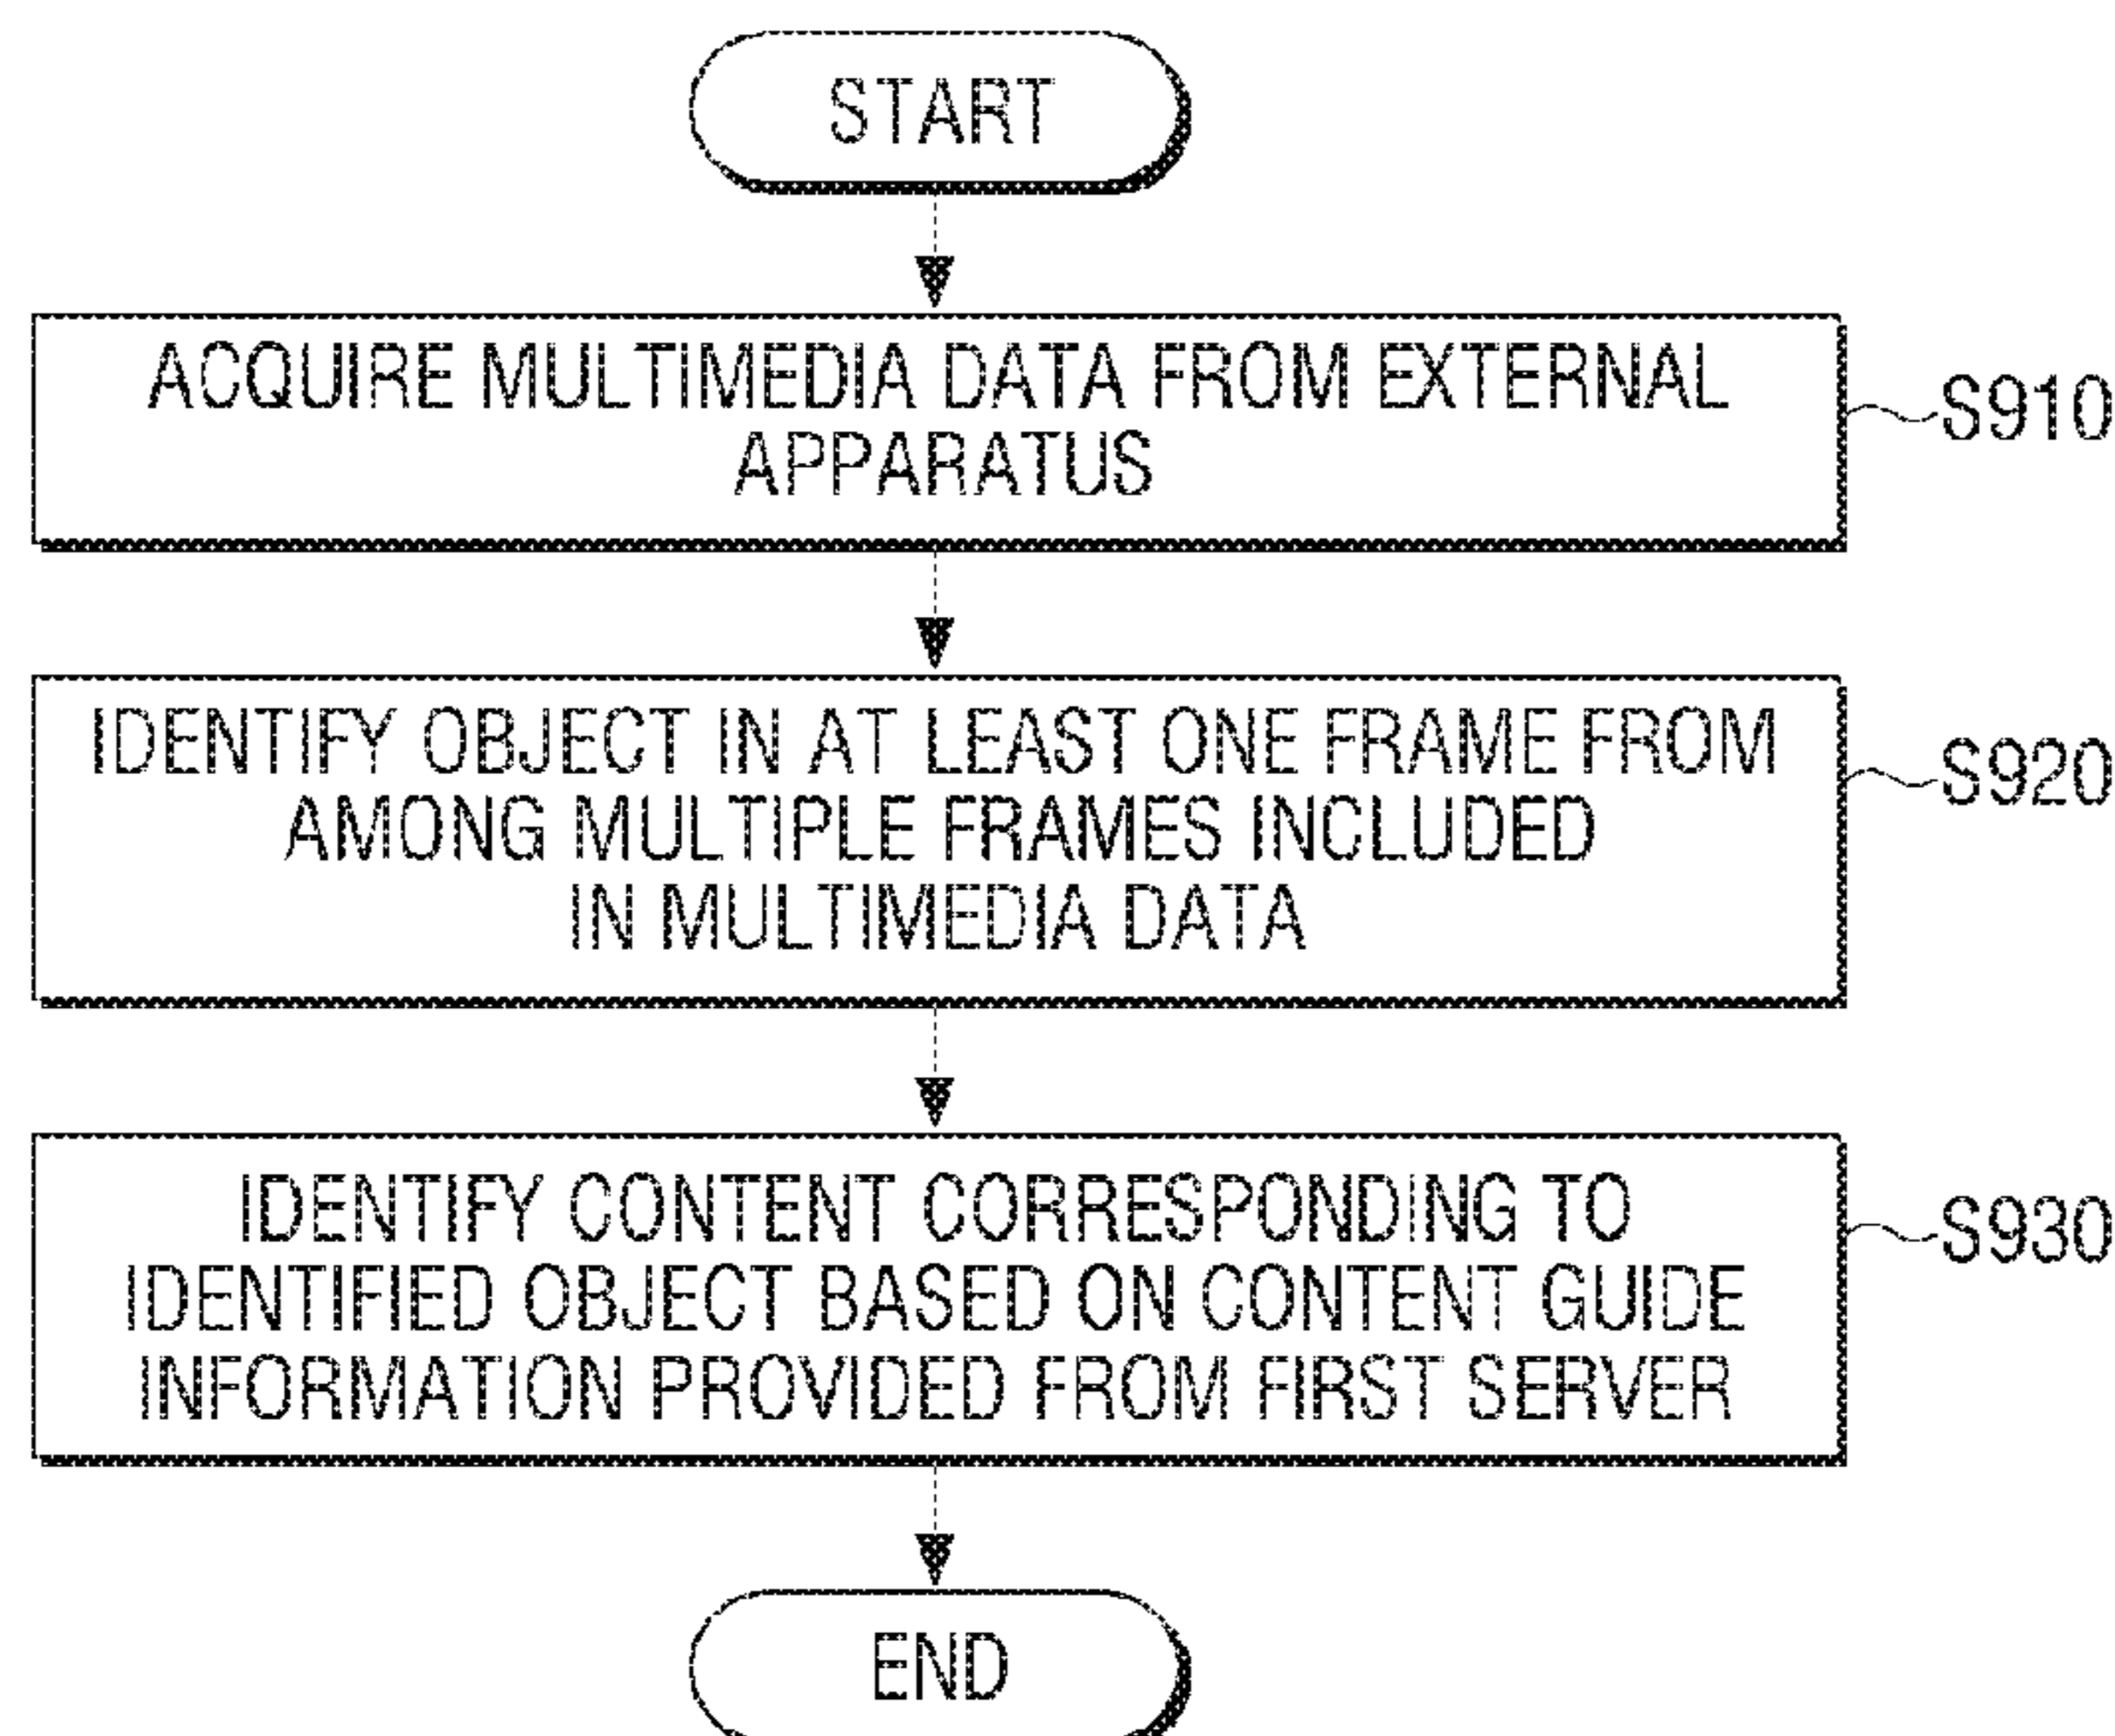 START
ACQUIRE MULTIMEDIA DATA FROM EXTERNAL
APPARATUS
S910
IDENTIFY OBJECT IN AT LEAST ONE FRAME FROM
AMONG MULTIPLE FRAMES INCLUDED
IN MULTIMEDIA DATA
S920
IDENTIFY CONTENT CORRESPONDING TO
IDENTIFIED OBJECT BASED ON CONTENT GUIDE
INFORMATION PROVIDED FROM FIRST SERVER
S930
END